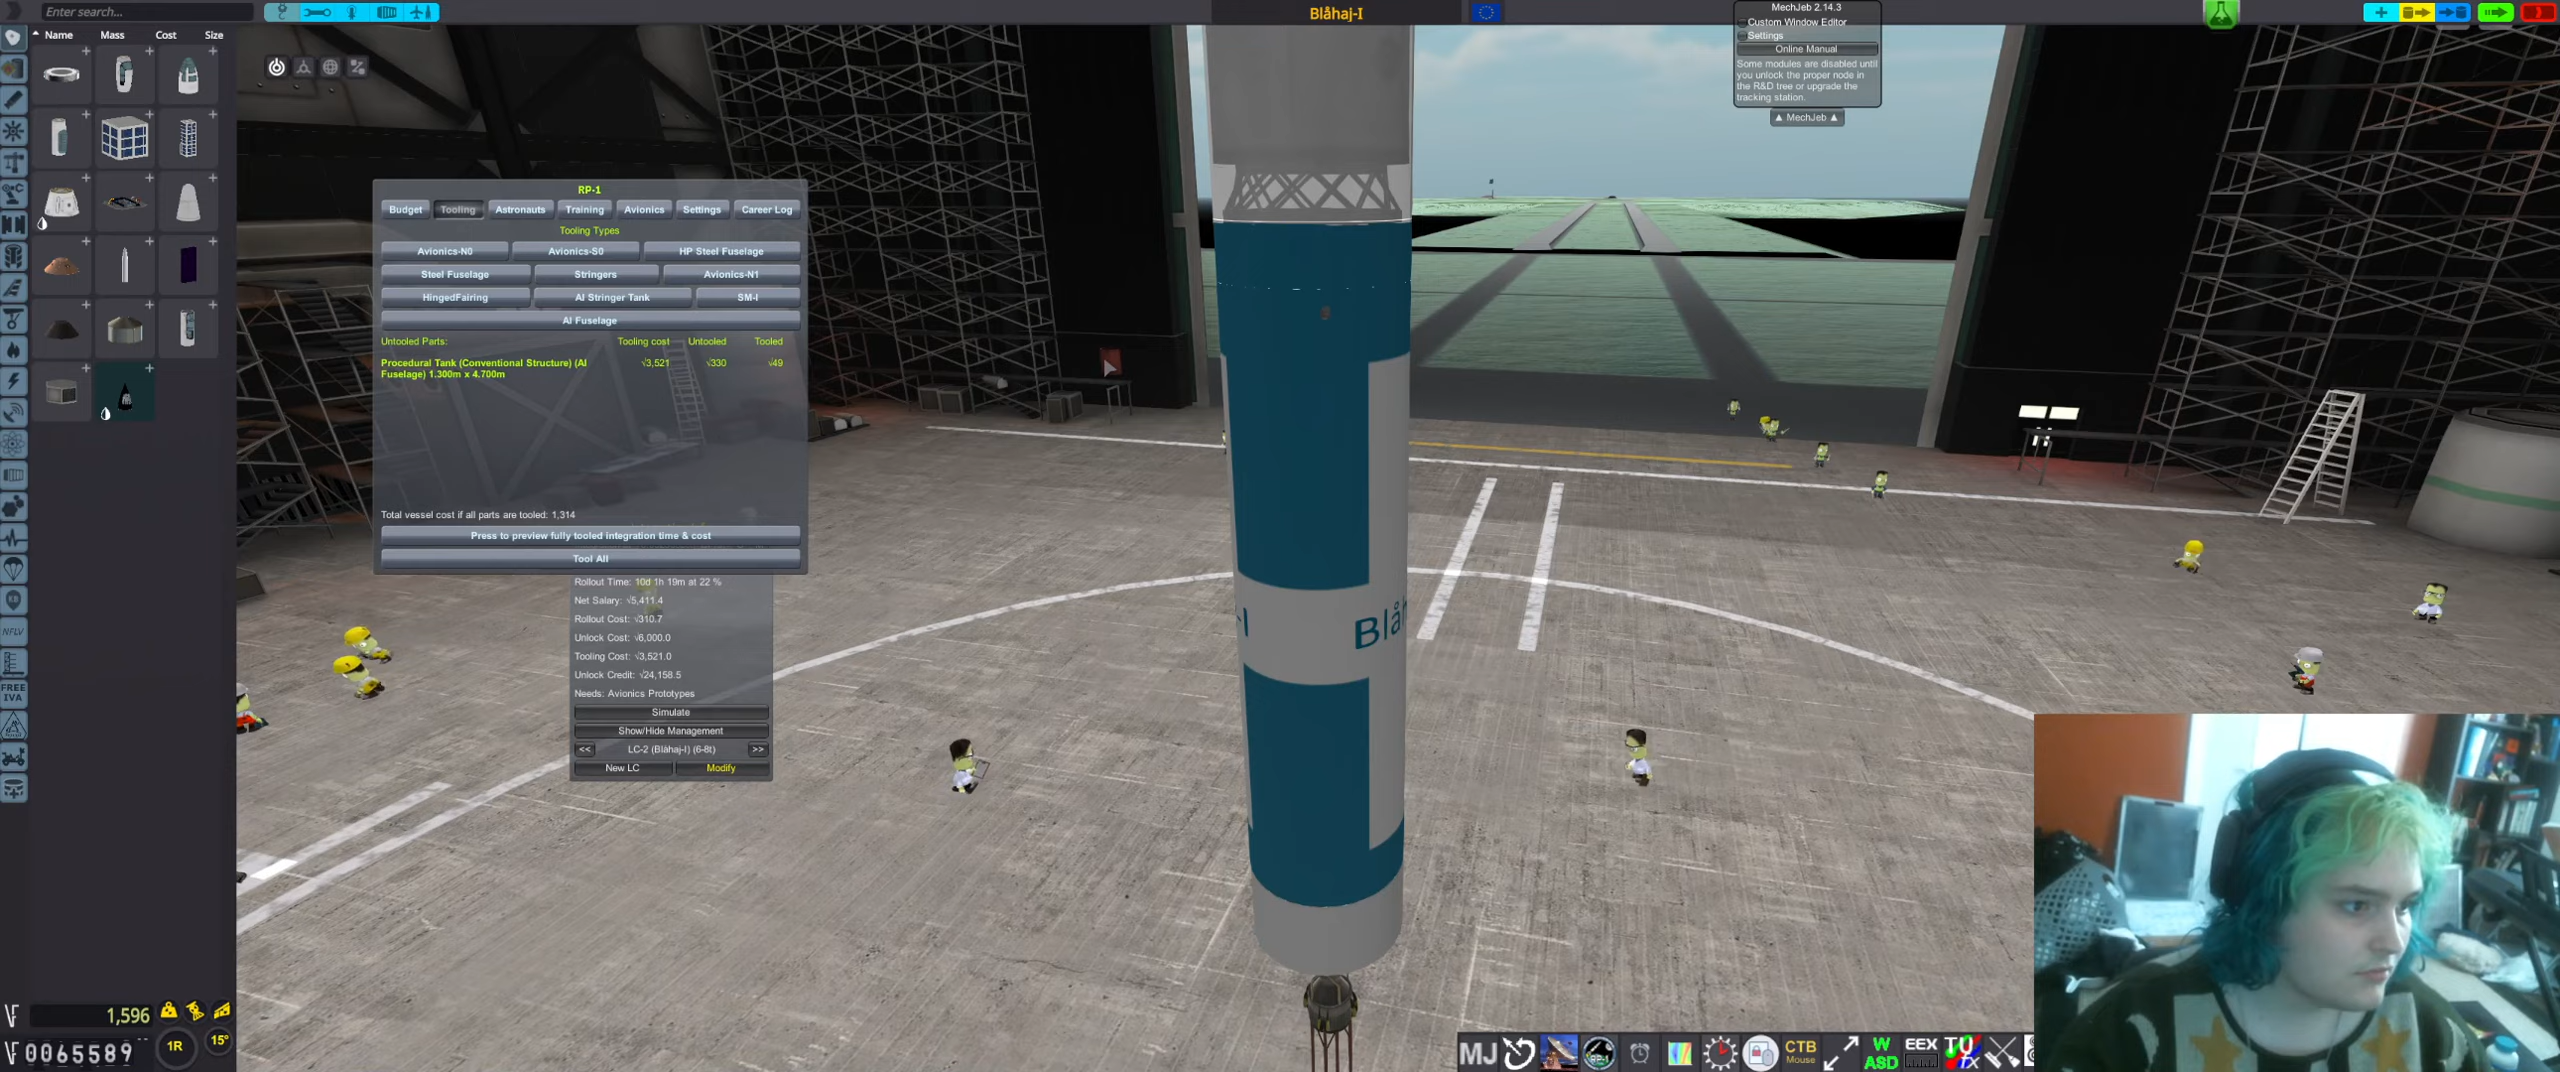 Enter search...
Blåhaj-I
MechJeb 2.14.3
Custom Window Editor
Settings
Online Manual
Some modules are disabled until
you unlock the proper node in
the R&D tree or upgrade the
tracking station.
▲ MechJeb ▲
Name Mass Cost Size
RP-1
Budget Tooling Astronauts Training Avionics Settings Career Log
Tooling Types
Avionics-N0 Avionics-S0 HP Steel Fuselage
Steel Fuselage Stringers Avionics-N1
HingedFairing Al Stringer Tank SM-I
Al Fuselage
Untooled Parts: Tooling cost Untooled Tooled
Procedural Tank (Conventional Structure) (Al √3,521 √330 √49
Fuselage) 1.300m x 4.700m
Total vessel cost if all parts are tooled: 1,314
Press to preview fully tooled integration time & cost
Tool All
Rollout Time: 10d 1h 19m at 22 %
Net Salary: √5,411.4
Rollout Cost: √310.7
Unlock Cost: √6,000.0
Tooling Cost: √3,521.0
Unlock Credit: √24,158.5
Needs: Avionics Prototypes
Simulate
Show/Hide Management
<< LC-2 (Blåhaj-I) (6-8t) >>
New LC Modify
-I Blåh
NFLV
FREE
IVA
1,596
0065589
1R 15°
MJ CTB
Mouse
W
ASD
EEX
TU
TX